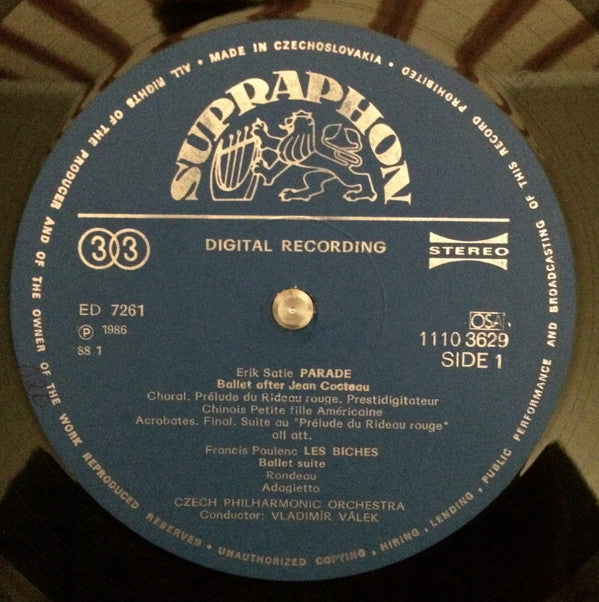 ALL RIGHTS OF THE PRODUCER AND OF THE OWNER OF THE WORK REPRODUCED RESERVED • UNAUTHORIZED COPYING • HIRING, LENDING, PUBLIC PERFORMANCE AND BROADCASTING OF THIS RECORD PROHIBITED • MADE IN CZECHOSLOVAKIA •
SUPRAPHON
33
DIGITAL RECORDING
STEREO
ED 7261
Ⓟ 1986
SS 1
OSA
1110 3629
SIDE 1
Erik Satie PARADE
Ballet after Jean Cocteau
Choral. Prélude du Rideau rouge. Prestidigitateur
Chinois Petite fille Américaine
Acrobates. Final. Suite au "Prélude du Rideau rouge"
all att.
Francis Poulenc LES BICHES
Ballet suite
Rondeau
Adagietto
CZECH PHILHARMONIC ORCHESTRA
Conductor: VLADIMÍR VÁLEK